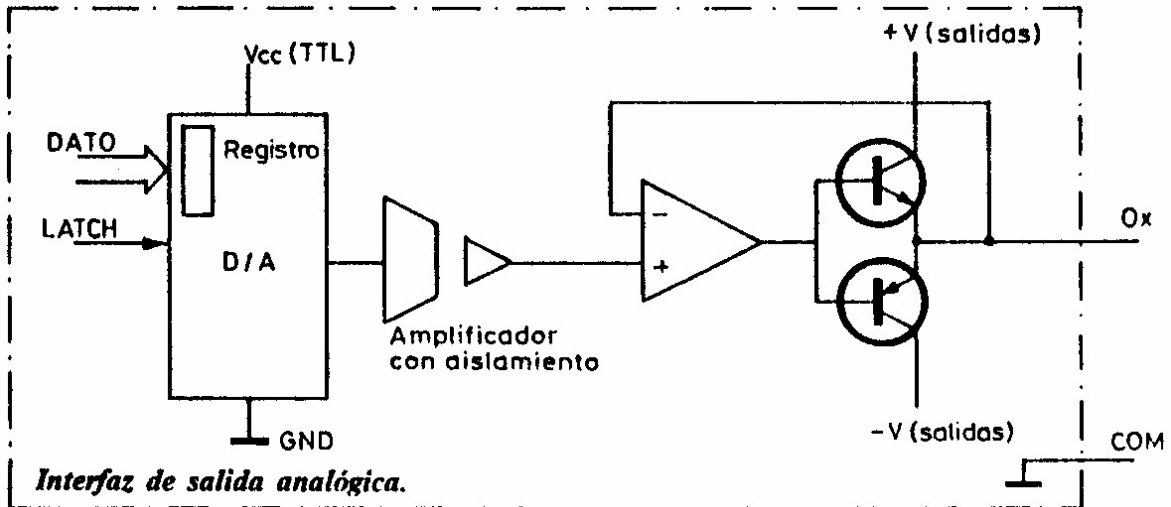 +V (salidas)
Vcc (TTL)
DATO
Registro
LATCH
D/A
-
+
Ox
Amplificador
con aislamiento
-V (salidas)
GND
COM
Interfaz de salida analógica.